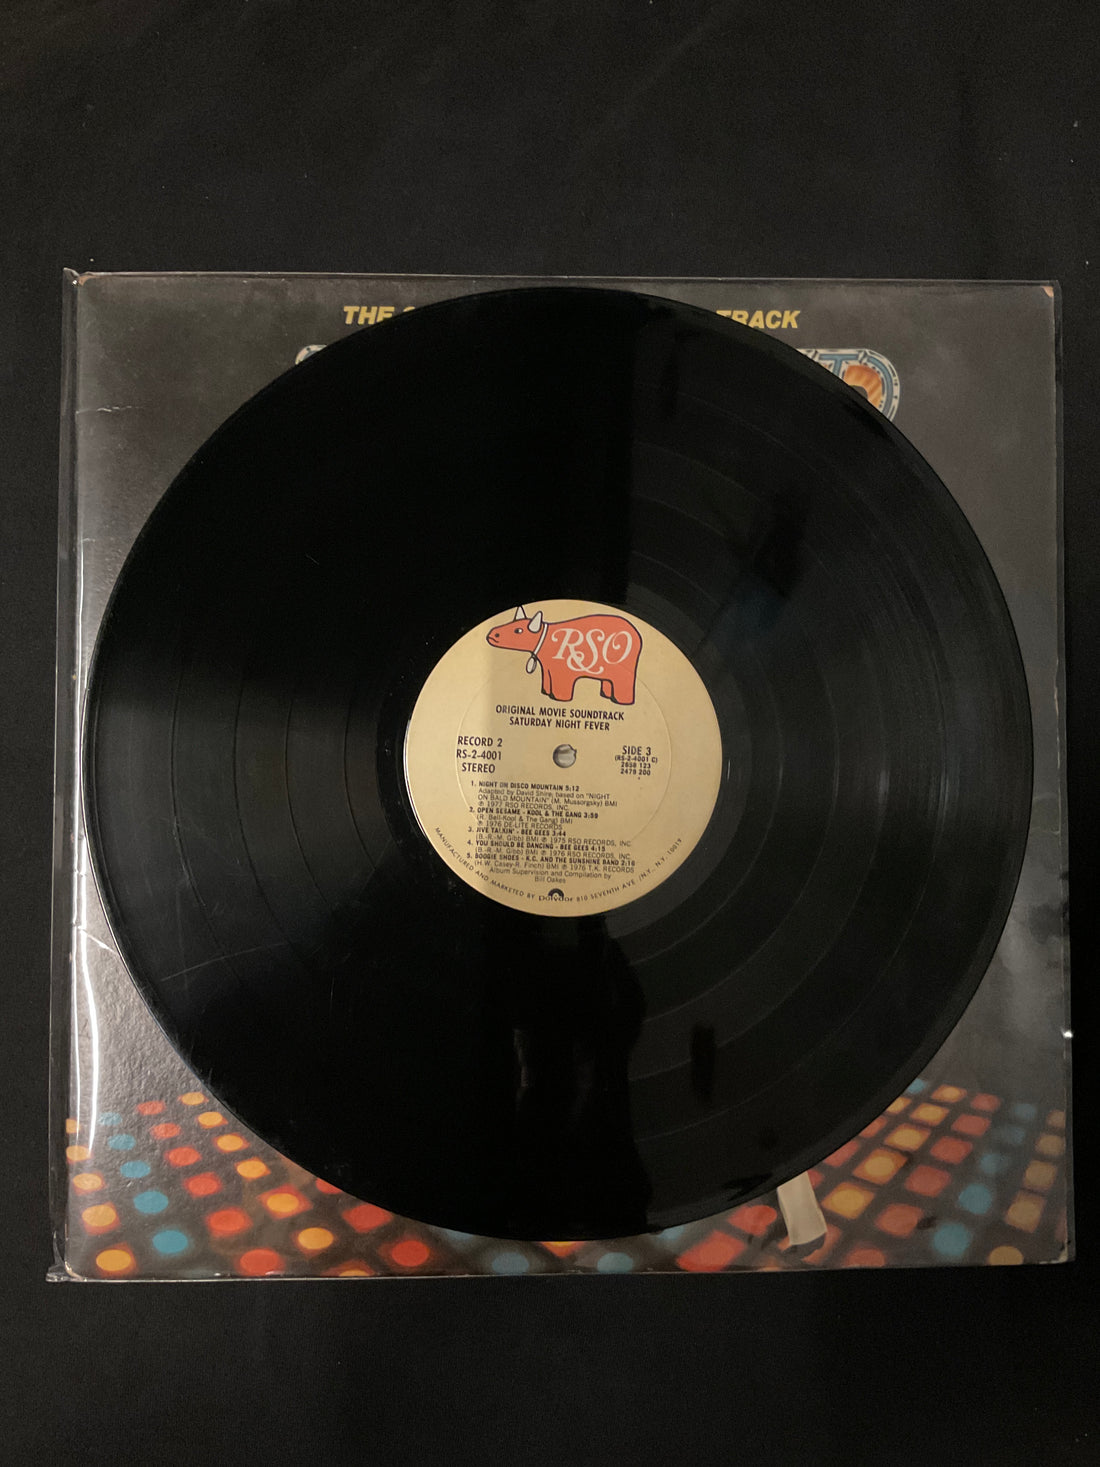 THE
TRACK
RSO
ORIGINAL MOVIE SOUNDTRACK
SATURDAY NIGHT FEVER
RECORD 2
RS-2-4001
STEREO
SIDE 3
(RS-2-4001 C)
2658 123
2479 200
1. NIGHT ON DISCO MOUNTAIN 5:12
Adapted by David Shire, based on "NIGHT
ON BALD MOUNTAIN" (M. Mussorgsky) BMI
℗ 1977 RSO RECORDS, INC.
2. OPEN SESAME - KOOL & THE GANG 3:59
(R. Bell-Kool & The Gang) BMI
℗ 1976 DE-LITE RECORDS
3. JIVE TALKIN' - BEE GEES 3:44
(B.-R.-M. Gibb) BMI ℗ 1975 RSO RECORDS, INC.
4. YOU SHOULD BE DANCING - BEE GEES 4:15
(B.-R.-M. Gibb) BMI ℗ 1976 RSO RECORDS, INC.
5. BOOGIE SHOES - K.C. AND THE SUNSHINE BAND 2:16
(H.W. Casey-R. Finch) BMI ℗ 1976 T.K. RECORDS
Album Supervision and Compilation by
Bill Oakes
MANUFACTURED AND MARKETED BY polydor 810 SEVENTH AVE./N.Y., N.Y. 10019